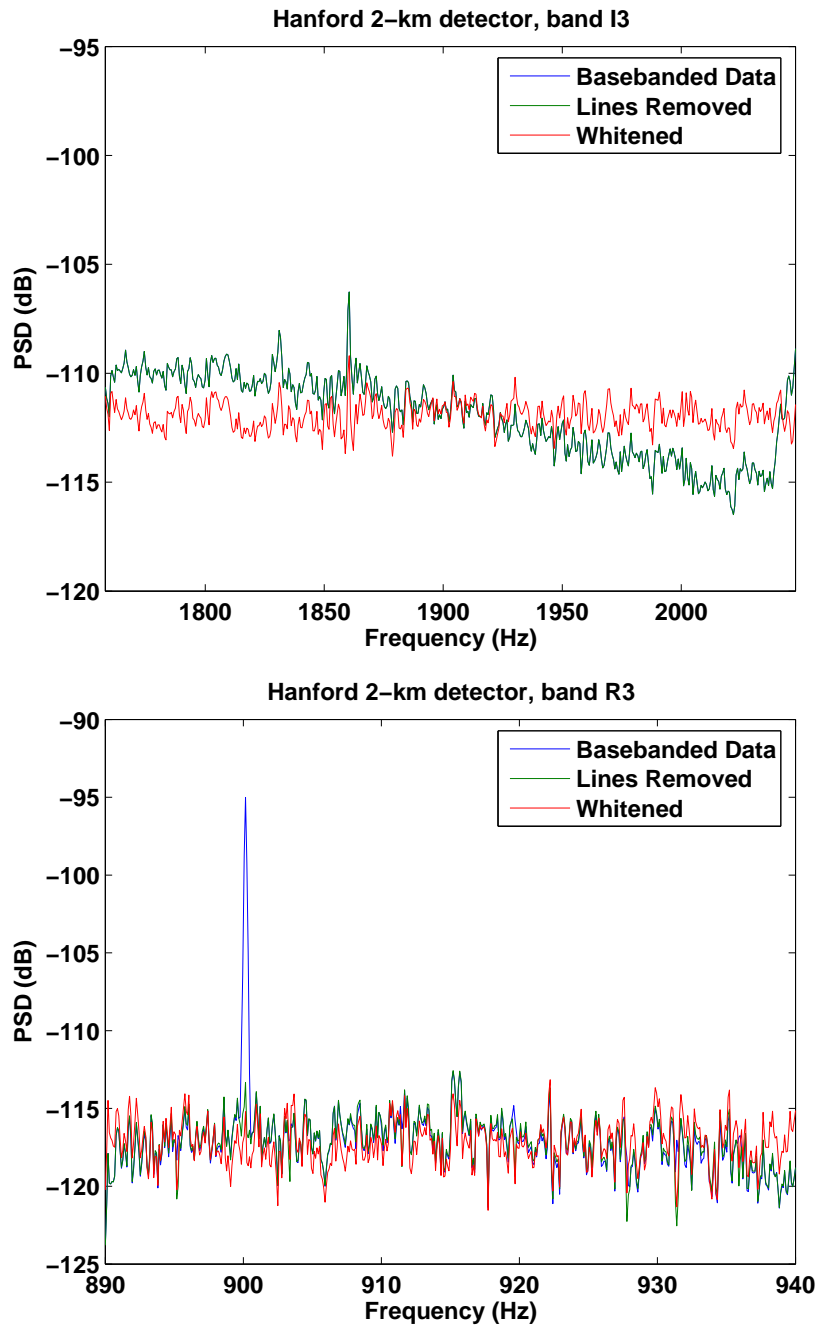 Hanford 2−km detector, band I3
−95
−100
−105
−110
−115
−120
PSD (dB)
Basebanded Data
Lines Removed
Whitened
1800 1850 1900 1950 2000
Frequency (Hz)
Hanford 2−km detector, band R3
−90
−95
−100
−105
−110
−115
−120
−125
PSD (dB)
Basebanded Data
Lines Removed
Whitened
890 900 910 920 930 940
Frequency (Hz)